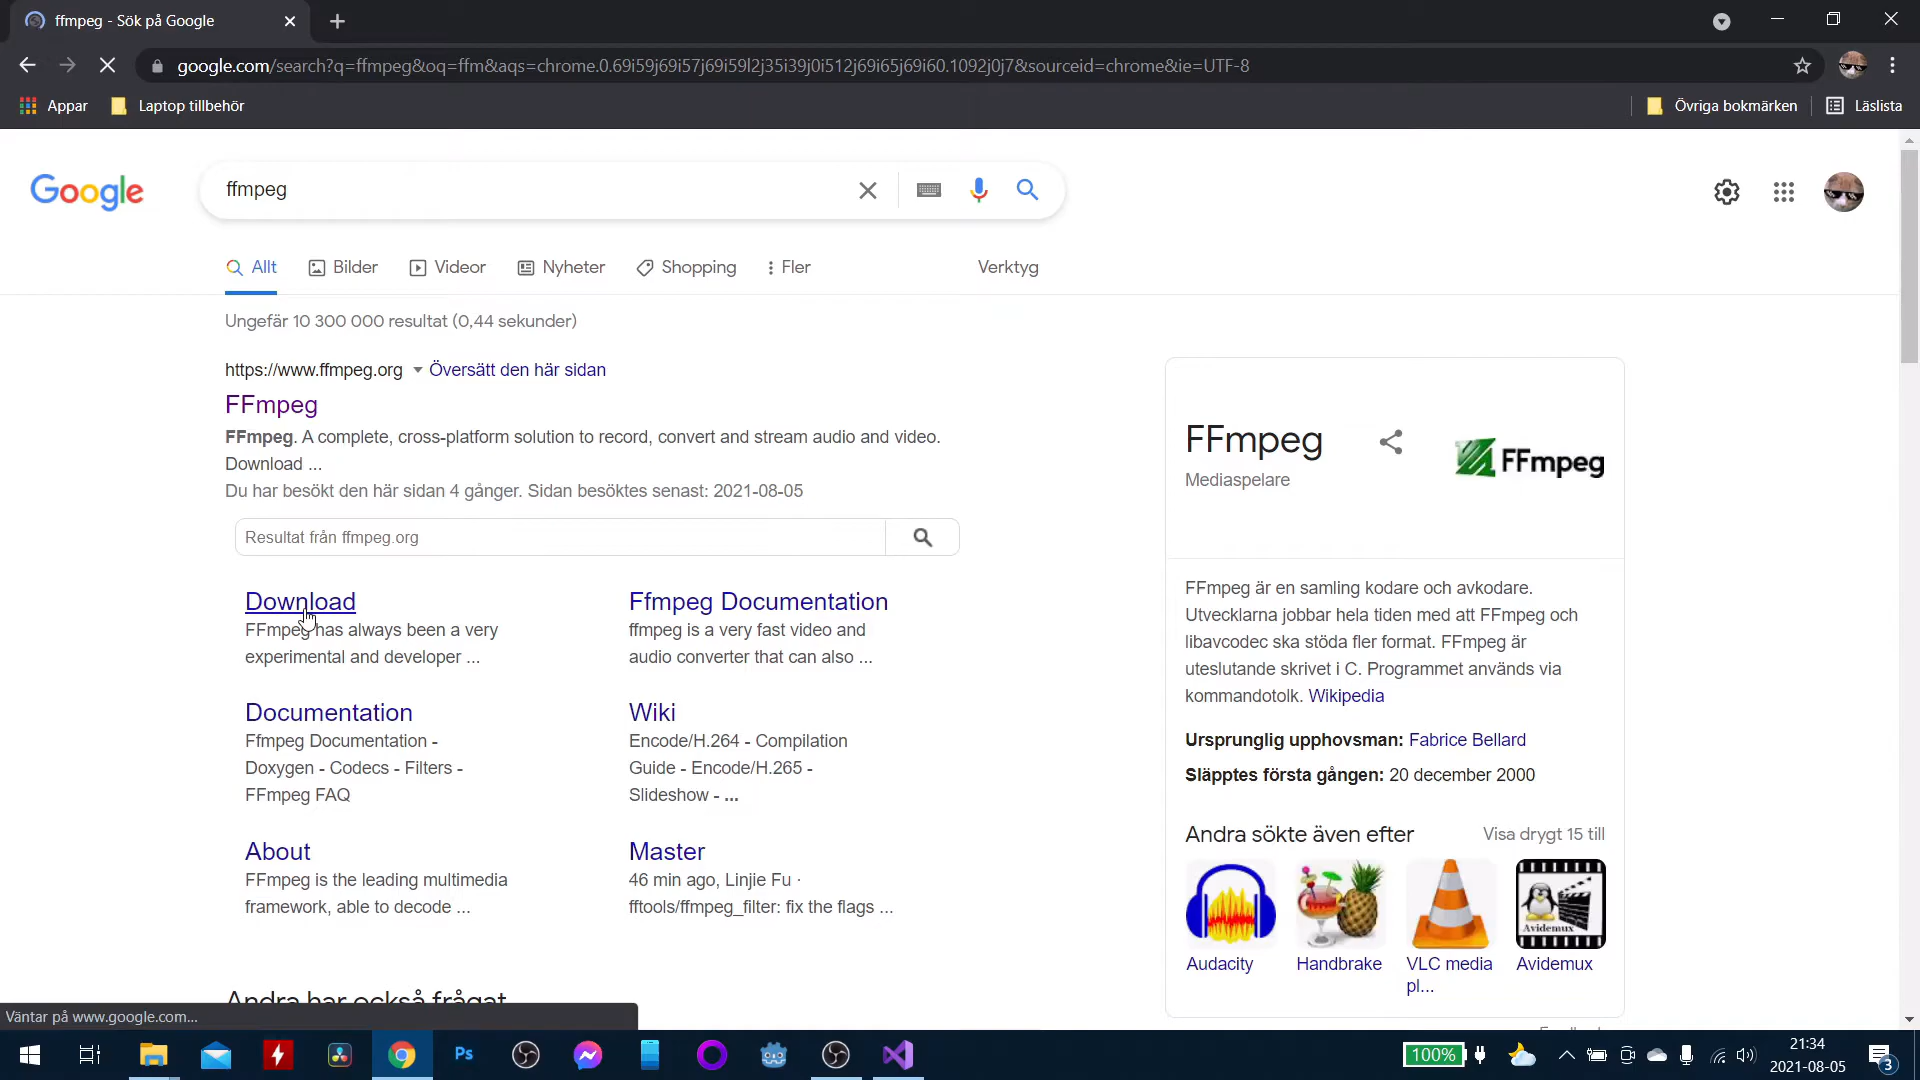 ffmpeg - Sök på Google
google.com/search?q=ffmpeg&oq=ffm&aqs=chrome.0.69i59j69i57j69i59l2j35i39j0i512j69i65j69i60.1092j0j7&sourceid=chrome&ie=UTF-8
Appar
Laptop tillbehör
Övriga bokmärken
Läslista
Google
ffmpeg
Allt
Bilder
Videor
Nyheter
Shopping
Fler
Verktyg
Ungefär 10 300 000 resultat (0,44 sekunder)
https://www.ffmpeg.org
Översätt den här sidan
FFmpeg
FFmpeg. A complete, cross-platform solution to record, convert and stream audio and video.
Download ...
Du har besökt den här sidan 4 gånger. Sidan besöktes senast: 2021-08-05
Resultat från ffmpeg.org
Download
FFmpeg has always been a very
experimental and developer ...
Ffmpeg Documentation
ffmpeg is a very fast video and
audio converter that can also ...
Documentation
Ffmpeg Documentation -
Doxygen - Codecs - Filters -
FFmpeg FAQ
Wiki
Encode/H.264 - Compilation
Guide - Encode/H.265 -
Slideshow - ...
About
FFmpeg is the leading multimedia
framework, able to decode ...
Master
46 min ago, Linjie Fu ·
fftools/ffmpeg_filter: fix the flags ...
Andra har också frågat
FFmpeg
Mediaspelare
FFmpeg
FFmpeg är en samling kodare och avkodare.
Utvecklarna jobbar hela tiden med att FFmpeg och
libavcodec ska stöda fler format. FFmpeg är
uteslutande skrivet i C. Programmet används via
kommandotolk. Wikipedia
Ursprunglig upphovsman: Fabrice Bellard
Släpptes första gången: 20 december 2000
Andra sökte även efter
Visa drygt 15 till
Avidemux
Audacity
Handbrake
VLC media
pl...
Avidemux
Väntar på www.google.com...
Ps
100%
21:34
2021-08-05
3